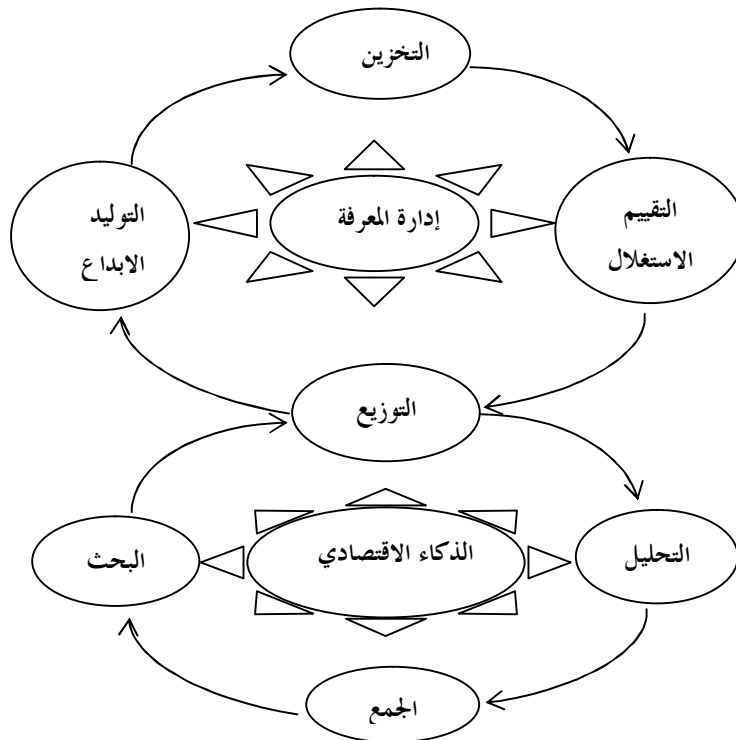 التخزين
التوليد
الابداع
إدارة المعرفة
التقييم
الاستغلال
التوزيع
البحث
الذكاء الاقتصادي
التحليل
الجمع